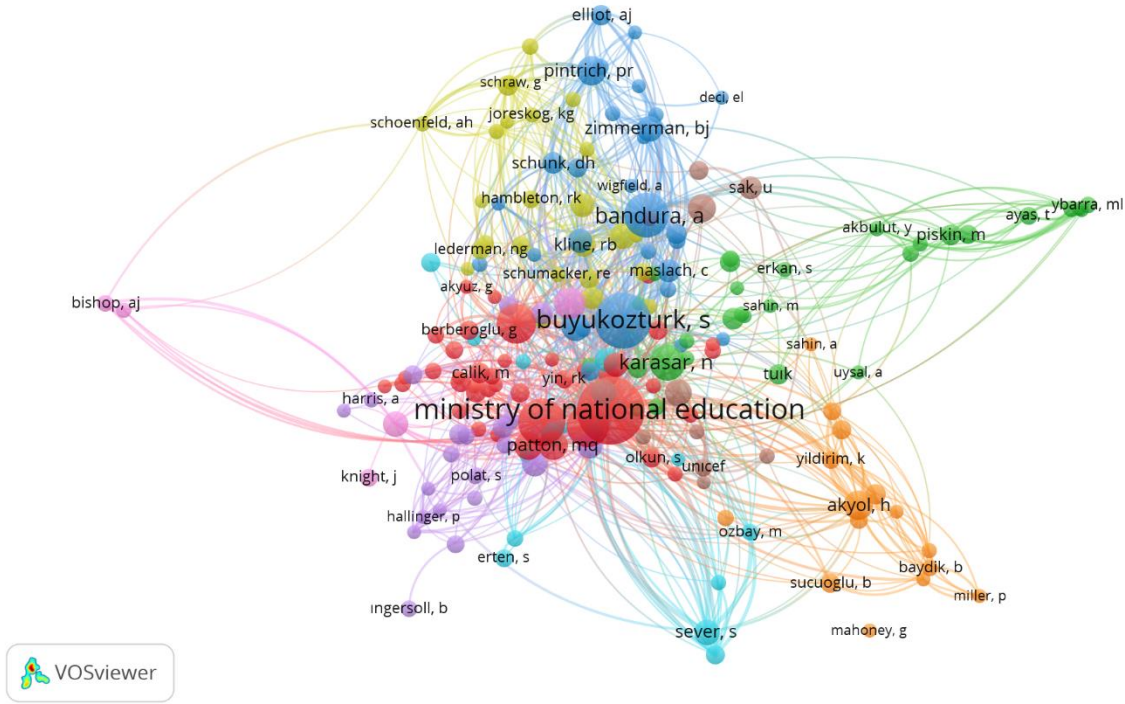 elliot, aj
pintrich, pr
schraw, g
deci, el
joreskog, kg
schoenfeld, ah
zimmerman, bj
schunk, dh
wigfield, a
sak, u
hambleton, rk
bandura, a
ybarra, ml
ayas, t
akbulut, y
piskin, m
kline, rb
lederman, ng
schumacker, re
maslach, c
erkan, s
akyuz, g
bishop, aj
sahin, m
buyukozturk, s
berberoglu, g
sahin, a
karasar, n
calik, m
yin, rk
tuik
uysal, a
harris, a
ministry of national education
patton, mq
olkun, s
unicef
yildirim, k
knight, j
polat, s
akyol, h
hallinger, p
ozbay, m
erten, s
baydik, b
sucuoglu, b
miller, p
ıngersoll, b
mahoney, g
sever, s
VOSviewer